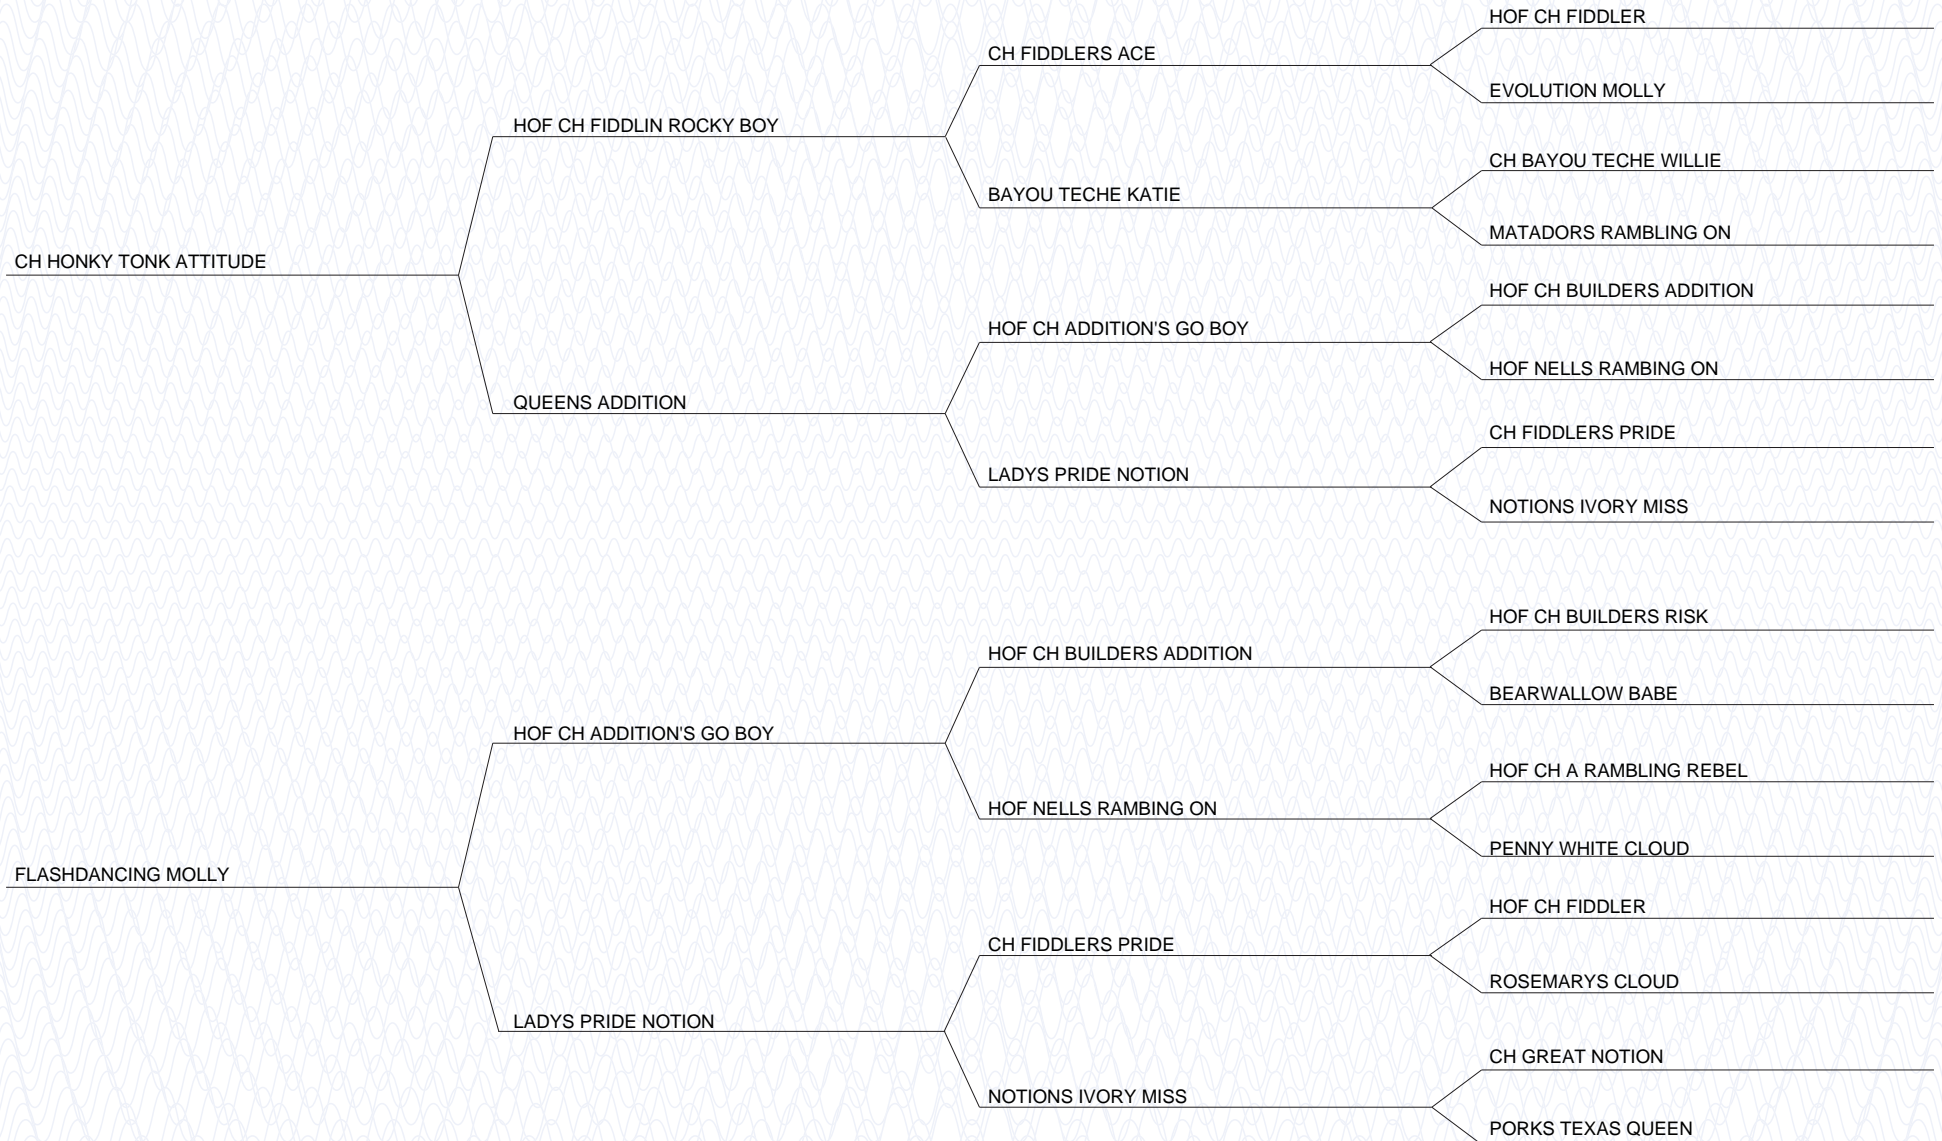 HOF CH FIDDLER
CH FIDDLERS ACE
EVOLUTION MOLLY
HOF CH FIDDLIN ROCKY BOY
CH BAYOU TECHE WILLIE
BAYOU TECHE KATIE
MATADORS RAMBLING ON
CH HONKY TONK ATTITUDE
HOF CH BUILDERS ADDITION
HOF CH ADDITION'S GO BOY
HOF NELLS RAMBING ON
QUEENS ADDITION
CH FIDDLERS PRIDE
LADYS PRIDE NOTION
NOTIONS IVORY MISS
HOF CH BUILDERS RISK
HOF CH BUILDERS ADDITION
BEARWALLOW BABE
HOF CH ADDITION'S GO BOY
HOF CH A RAMBLING REBEL
HOF NELLS RAMBING ON
PENNY WHITE CLOUD
FLASHDANCING MOLLY
HOF CH FIDDLER
CH FIDDLERS PRIDE
ROSEMARYS CLOUD
LADYS PRIDE NOTION
CH GREAT NOTION
NOTIONS IVORY MISS
PORKS TEXAS QUEEN